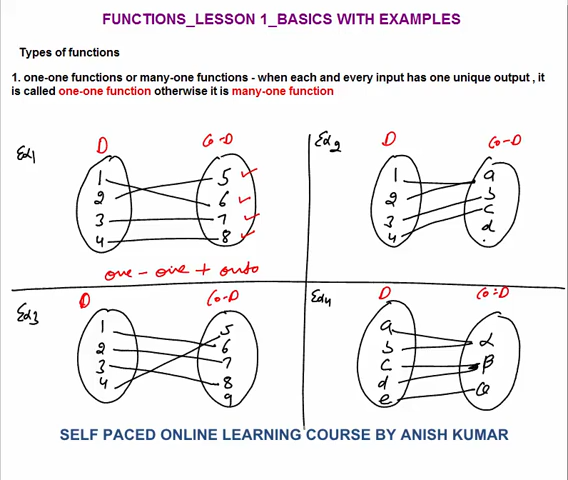 FUNCTIONS_LESSON 1_BASICS WITH EXAMPLES
Types of functions
1. one-one functions or many-one functions - when each and every input has one unique output , it
is called one-one function otherwise it is many-one function
Ex1
D
Co-D
1
2
3
4
5
6
7
8
one - one + onto
Ex2
D
Co-D
1
2
3
4
a
b
c
d
Ex3
D
Co-D
1
2
3
4
5
6
7
8
9
Ex4
D
Co-D
a
b
c
d
e
α
β
SELF PACED ONLINE LEARNING COURSE BY ANISH KUMAR